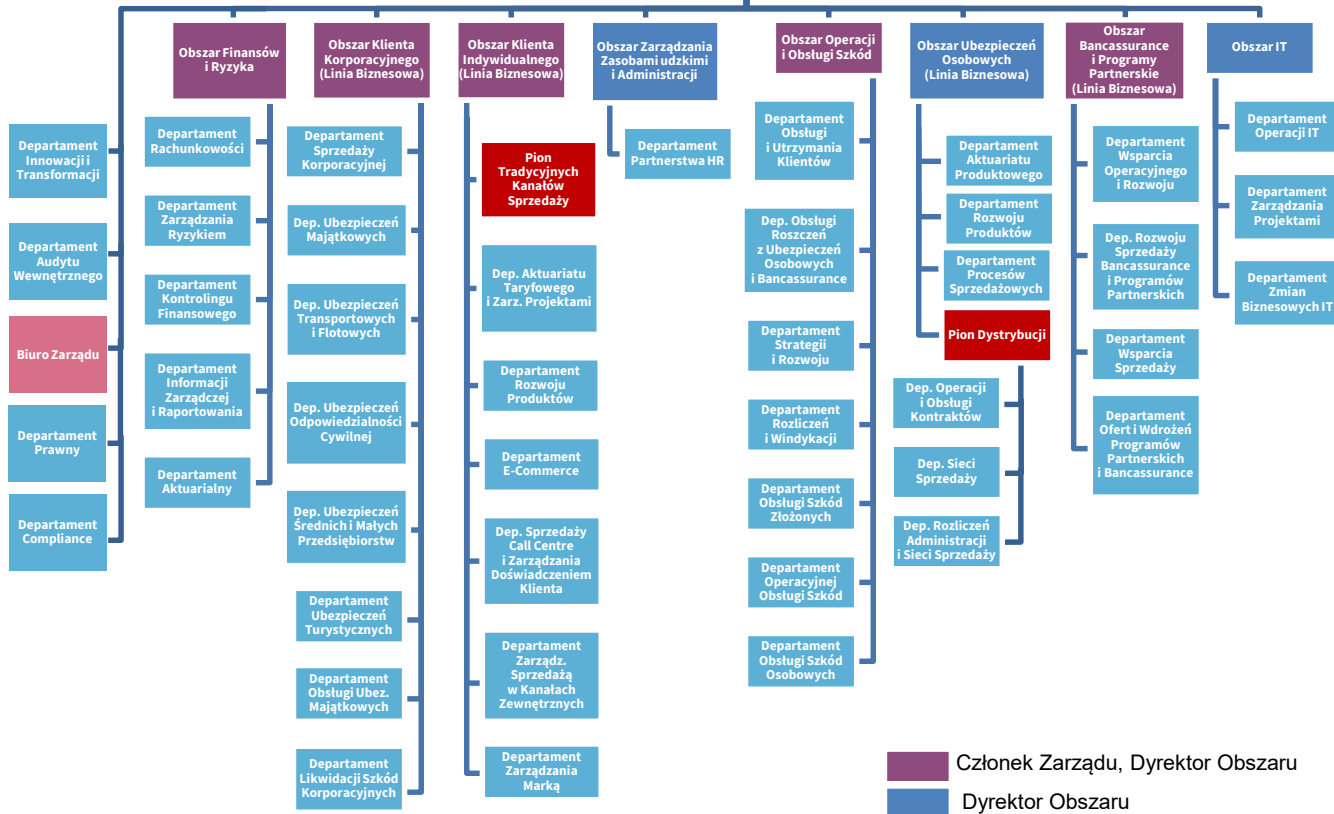 Obszar Finansów
i Ryzyka
Obszar Klienta
Korporacyjnego
(Linia Biznesowa)
Obszar Klienta
Indywidualnego
(Linia Biznesowa)
Obszar Zarządzania
Zasobami udzkimi
i Administracji
Obszar Operacji
i Obsługi Szkód
Obszar Ubezpieczeń
Osobowych
(Linia Biznesowa)
Obszar
Bancassurance
i Programy
Partnerskie
(Linia Biznesowa)
Obszar IT
Departament
Innowacji i
Transformacji
Departament
Audytu
Wewnętrznego
Biuro Zarządu
Departament
Prawny
Departament
Compliance
Departament
Rachunkowości
Departament
Zarządzania
Ryzykiem
Departament
Kontrolingu
Finansowego
Departament
Informacji
Zarządczej
i Raportowania
Departament
Aktuarialny
Departament
Sprzedaży
Korporacyjnej
Dep. Ubezpieczeń
Majątkowych
Dep. Ubezpieczeń
Transportowych
i Flotowych
Dep. Ubezpieczeń
Odpowiedzialności
Cywilnej
Dep. Ubezpieczeń
Średnich i Małych
Przedsiębiorstw
Departament
Ubezpieczeń
Turystycznych
Departament
Obsługi Ubez.
Majątkowych
Departament
Likwidacji Szkód
Korporacyjnych
Pion
Tradycyjnych
Kanałów
Sprzedaży
Dep. Aktuariatu
Taryfowego
i Zarz. Projektami
Departament
Rozwoju
Produktów
Departament
E-Commerce
Dep. Sprzedaży
Call Centre
i Zarządzania
Doświadczeniem
Klienta
Departament
Zarządz.
Sprzedażą
w Kanałach
Zewnętrznych
Departament
Zarządzania
Marką
Departament
Partnerstwa HR
Departament
Obsługi
i Utrzymania
Klientów
Dep. Obsługi
Roszczeń
z Ubezpieczeń
Osobowych
i Bancassurance
Departament
Strategii
i Rozwoju
Departament
Rozliczeń
i Windykacji
Departament
Obsługi Szkód
Złożonych
Departament
Operacyjnej
Obsługi Szkód
Departament
Obsługi Szkód
Osobowych
Departament
Aktuariatu
Produktowego
Departament
Rozwoju
Produktów
Departament
Procesów
Sprzedażowych
Pion Dystrybucji
Dep. Operacji
i Obsługi
Kontraktów
Dep. Sieci
Sprzedaży
Dep. Rozliczeń
Administracji
i Sieci Sprzedaży
Departament
Wsparcia
Operacyjnego
i Rozwoju
Dep. Rozwoju
Sprzedaży
Bancassurance
i Programów
Partnerskich
Departament
Wsparcia
Sprzedaży
Departament
Ofert i Wdrożeń
Programów
Partnerskich
i Bancassurance
Departament
Operacji IT
Departament
Zarządzania
Projektami
Departament
Zmian
Biznesowych IT
Członek Zarządu, Dyrektor Obszaru
Dyrektor Obszaru